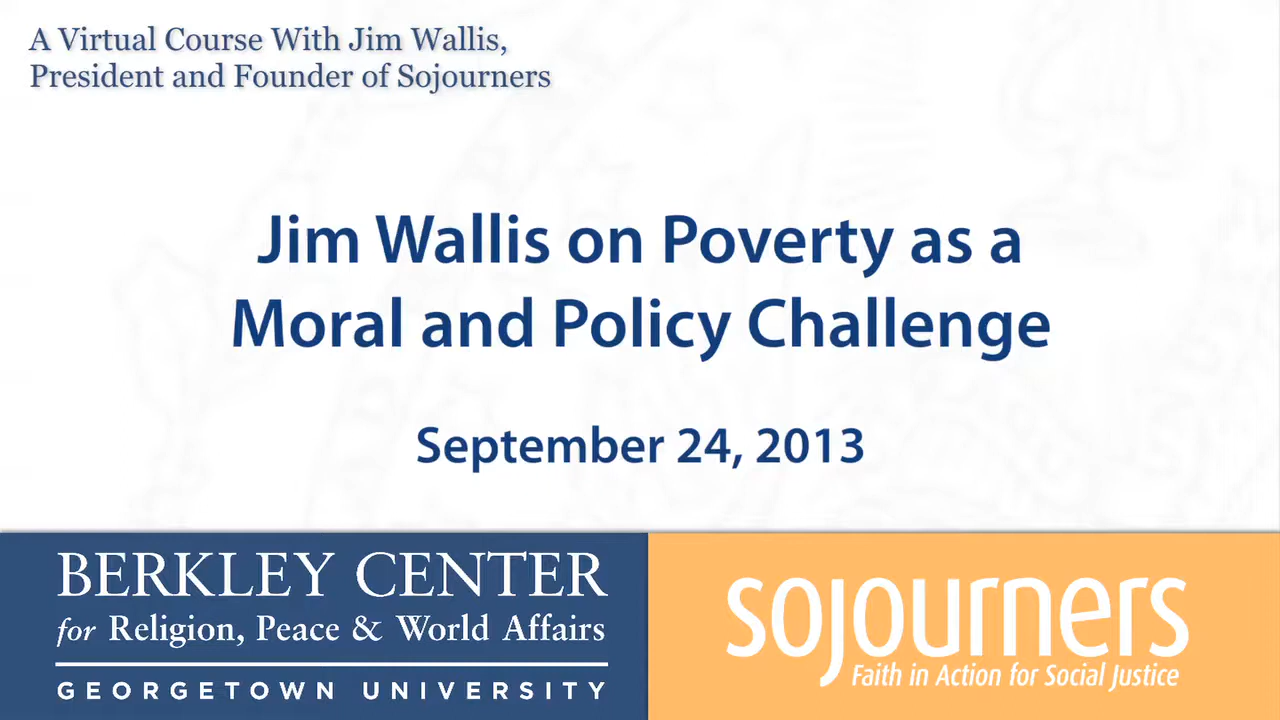 A Virtual Course With Jim Wallis,
President and Founder of Sojourners
Jim Wallis on Poverty as a
Moral and Policy Challenge
September 24, 2013
BERKLEY CENTER
for Religion, Peace & World Affairs
GEORGETOWN UNIVERSITY
sojourners
Faith in Action for Social Justice